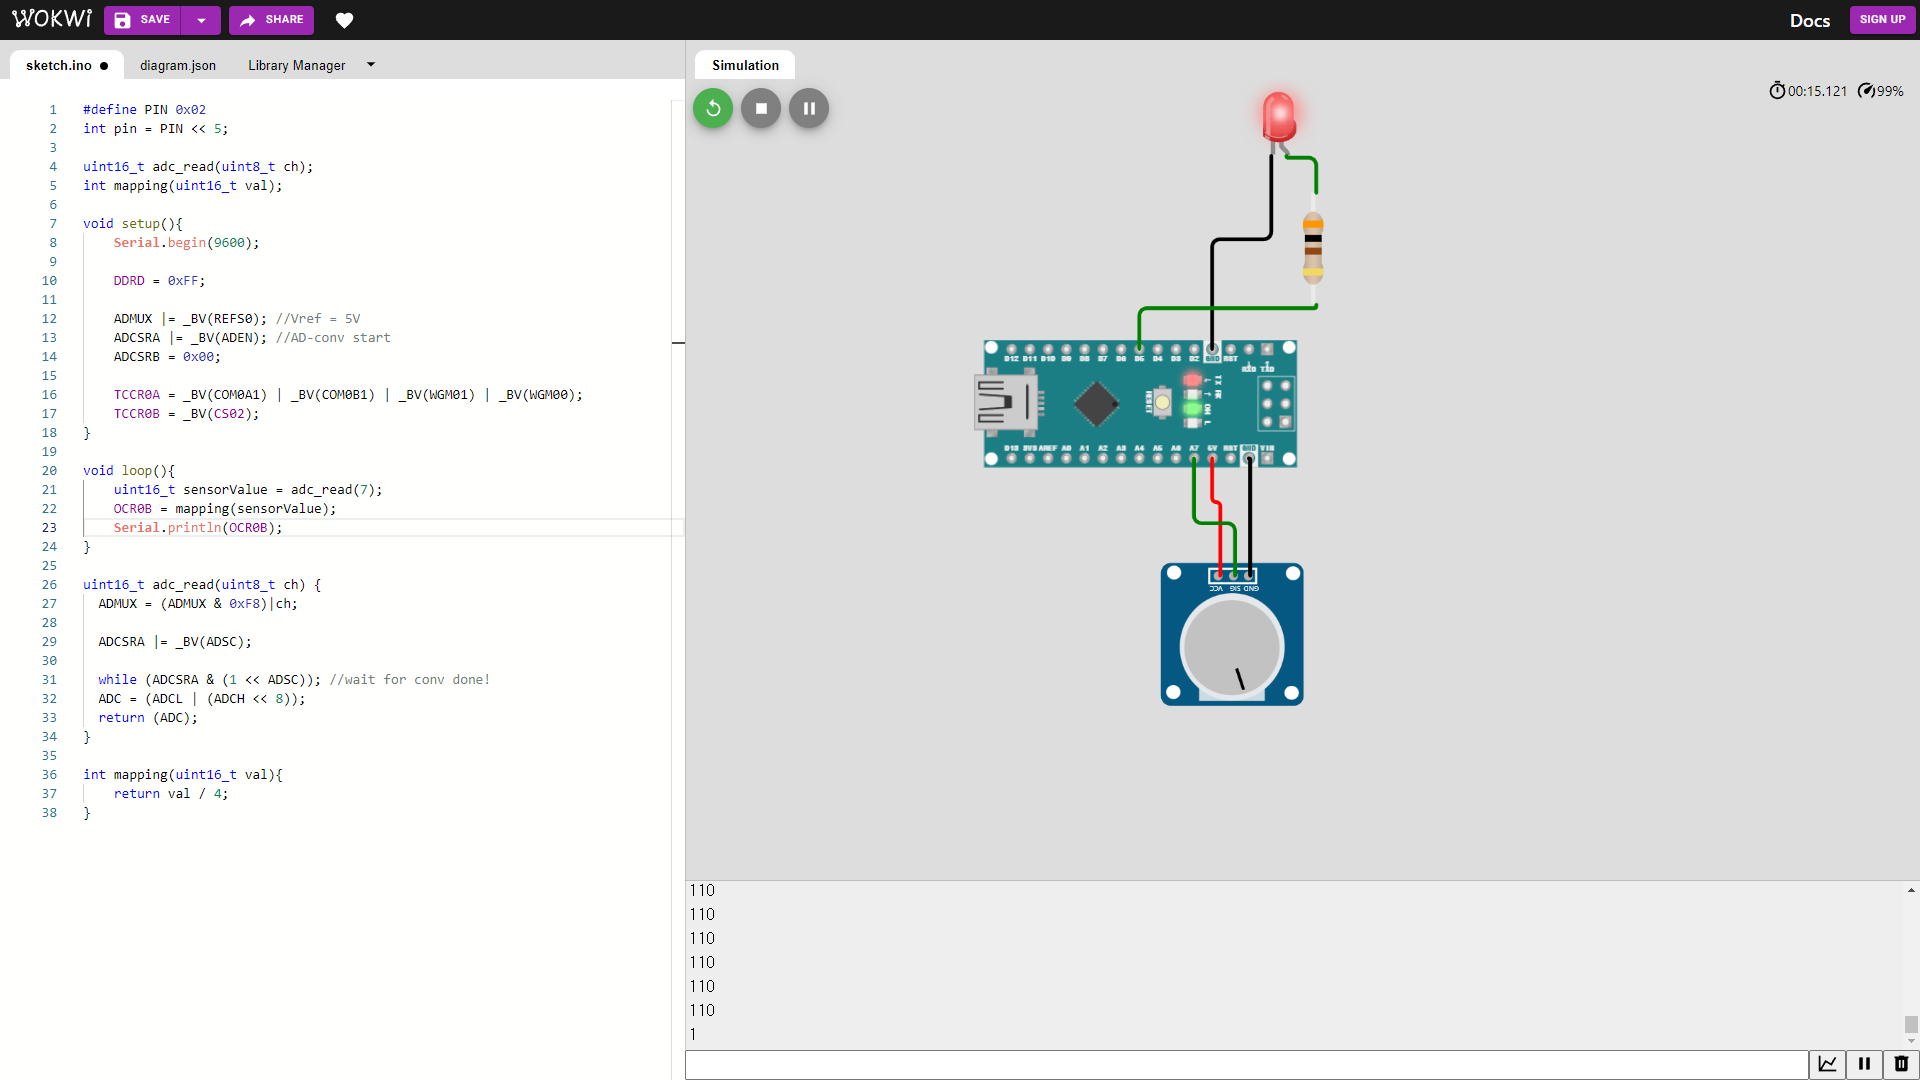 WOKWI SAVE SHARE Docs SIGN UP
sketch.ino ● diagram.json Library Manager
1 #define PIN 0x02
2 int pin = PIN << 5;
3
4 uint16_t adc_read(uint8_t ch);
5 int mapping(uint16_t val);
6
7 void setup(){
8 Serial.begin(9600);
9
10 DDRD = 0xFF;
11
12 ADMUX |= _BV(REFS0); //Vref = 5V
13 ADCSRA |= _BV(ADEN); //AD-conv start
14 ADCSRB = 0x00;
15
16 TCCR0A = _BV(COM0A1) | _BV(COM0B1) | _BV(WGM01) | _BV(WGM00);
17 TCCR0B = _BV(CS02);
18 }
19
20 void loop(){
21 uint16_t sensorValue = adc_read(7);
22 OCR0B = mapping(sensorValue);
23 Serial.println(OCR0B);
24 }
25
26 uint16_t adc_read(uint8_t ch) {
27 ADMUX = (ADMUX & 0xF8)|ch;
28
29 ADCSRA |= _BV(ADSC);
30
31 while (ADCSRA & (1 << ADSC)); //wait for conv done!
32 ADC = (ADCL | (ADCH << 8));
33 return (ADC);
34 }
35
36 int mapping(uint16_t val){
37 return val / 4;
38 }
Simulation
00:15.121 99%
D12 D11 D10 D9 D8 D7 D6 D5 D4 D3 D2 GND RST
RX0 TX1
RESET
TX RX ON L
D13 3V3 AREF A0 A1 A2 A3 A4 A5 A6 A7 5V RST GND VIN
VCC SIG GND
110
110
110
110
110
110
1